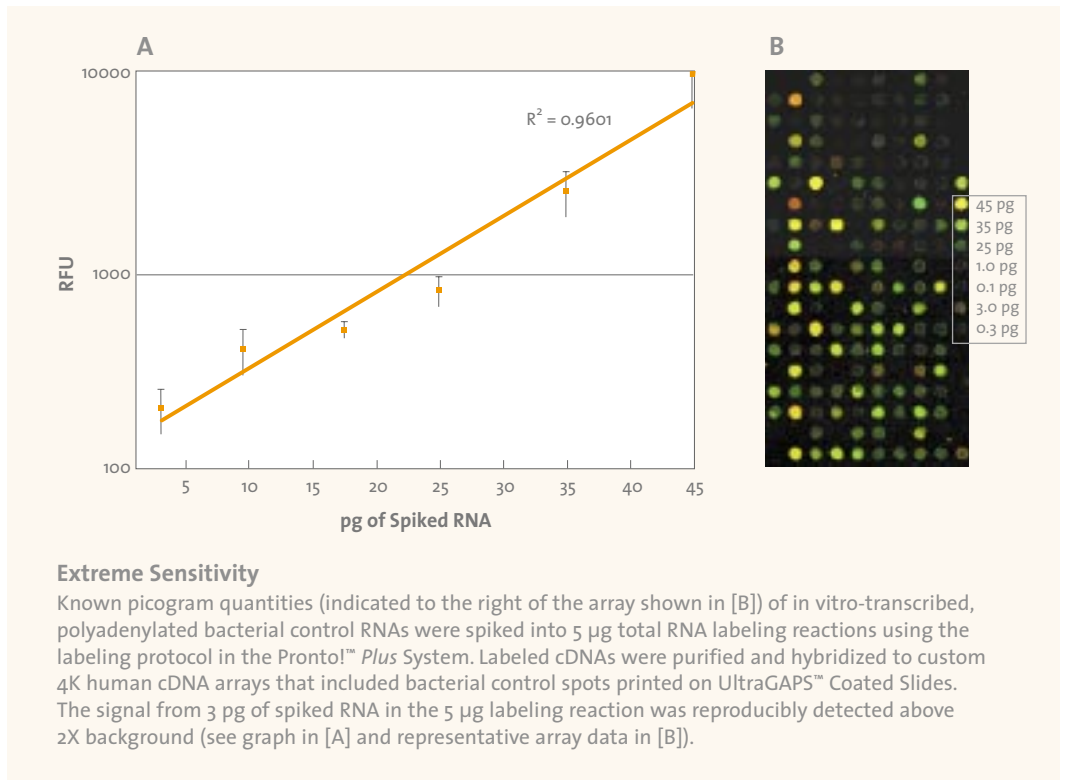 A
B
10000
R² = 0.9601
1000
RFU
100
5 10 15 20 25 30 35 40 45
pg of Spiked RNA
45 pg
35 pg
25 pg
1.0 pg
0.1 pg
3.0 pg
0.3 pg
Extreme Sensitivity
Known picogram quantities (indicated to the right of the array shown in [B]) of in vitro-transcribed,
polyadenylated bacterial control RNAs were spiked into 5 µg total RNA labeling reactions using the
labeling protocol in the Pronto!™ Plus System. Labeled cDNAs were purified and hybridized to custom
4K human cDNA arrays that included bacterial control spots printed on UltraGAPS™ Coated Slides.
The signal from 3 pg of spiked RNA in the 5 µg labeling reaction was reproducibly detected above
2X background (see graph in [A] and representative array data in [B]).